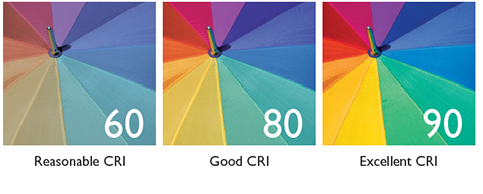 60
80
90
Reasonable CRI
Good CRI
Excellent CRI